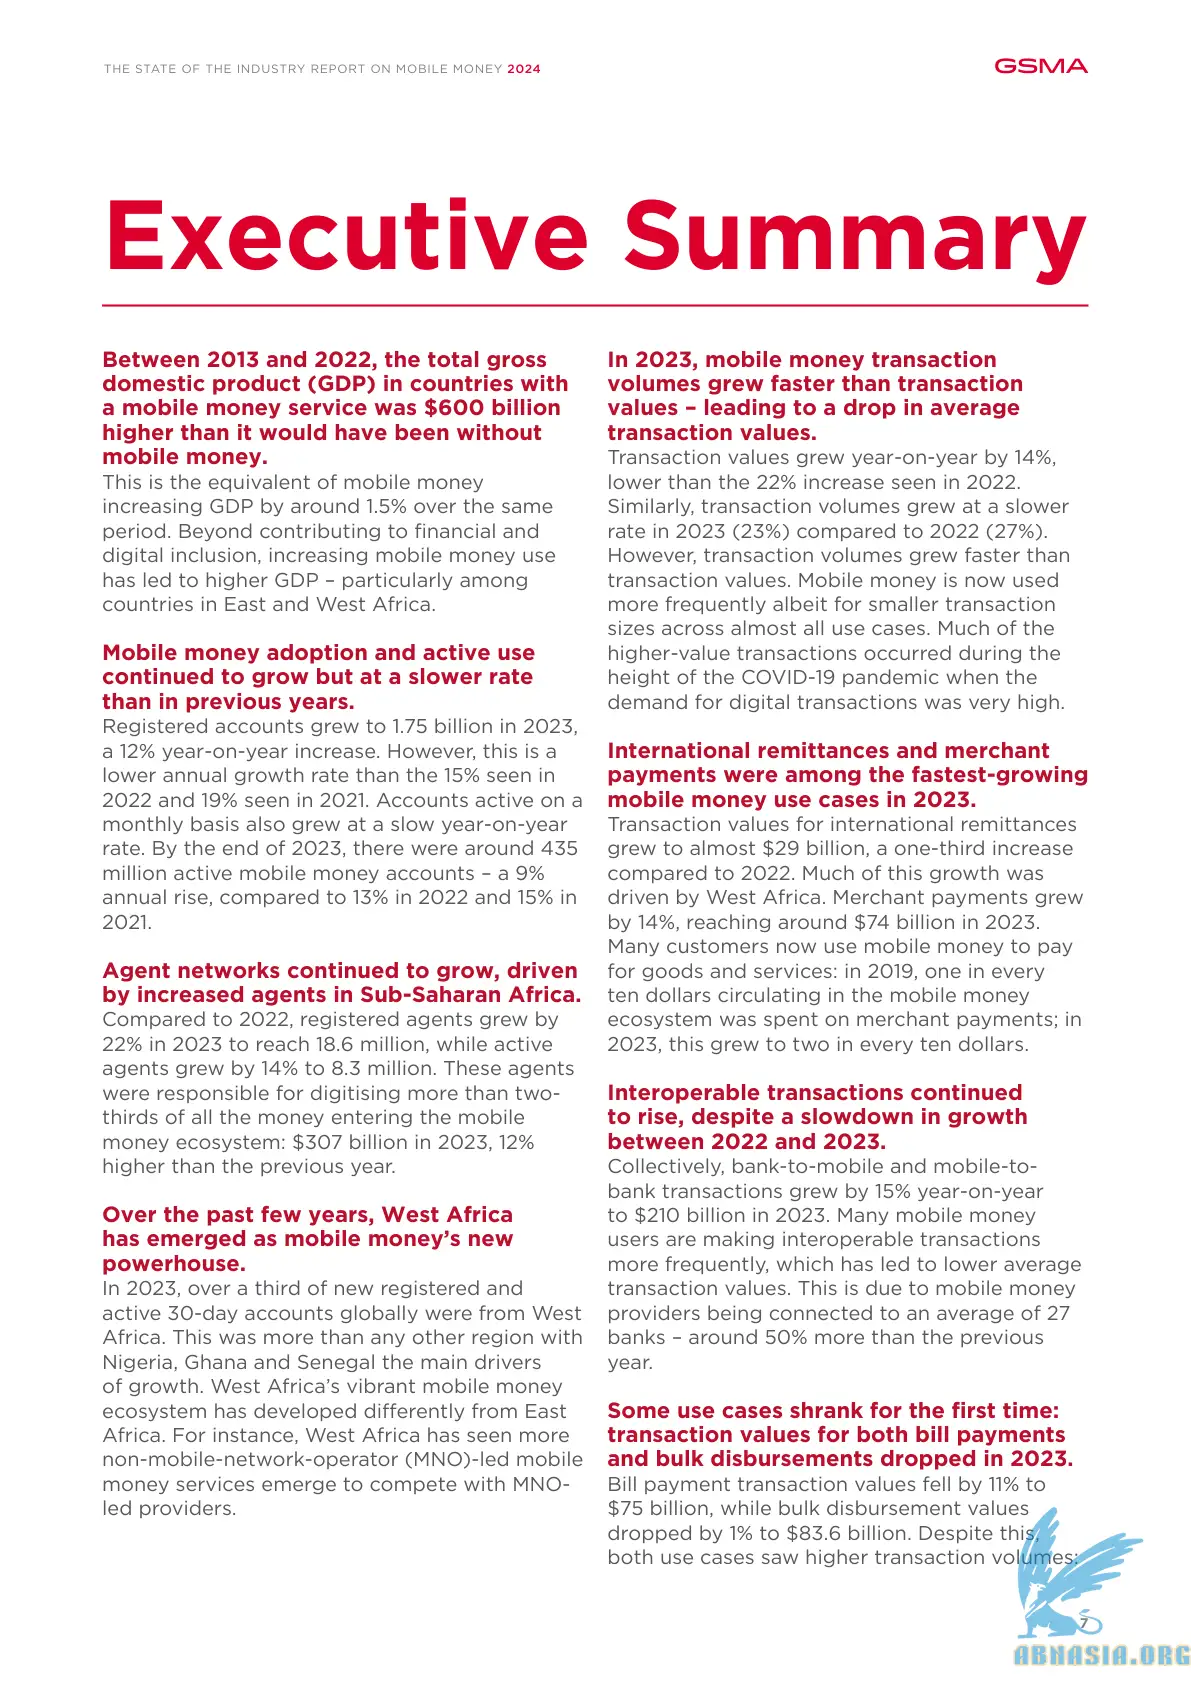 THE STATE OF THE INDUSTRY REPORT ON MOBILE MONEY 2024
GSMA
Executive Summary
Between 2013 and 2022, the total gross
domestic product (GDP) in countries with
a mobile money service was $600 billion
higher than it would have been without
mobile money.
This is the equivalent of mobile money
increasing GDP by around 1.5% over the same
period. Beyond contributing to financial and
digital inclusion, increasing mobile money use
has led to higher GDP – particularly among
countries in East and West Africa.
Mobile money adoption and active use
continued to grow but at a slower rate
than in previous years.
Registered accounts grew to 1.75 billion in 2023,
a 12% year-on-year increase. However, this is a
lower annual growth rate than the 15% seen in
2022 and 19% seen in 2021. Accounts active on a
monthly basis also grew at a slow year-on-year
rate. By the end of 2023, there were around 435
million active mobile money accounts – a 9%
annual rise, compared to 13% in 2022 and 15% in
2021.
Agent networks continued to grow, driven
by increased agents in Sub-Saharan Africa.
Compared to 2022, registered agents grew by
22% in 2023 to reach 18.6 million, while active
agents grew by 14% to 8.3 million. These agents
were responsible for digitising more than two-
thirds of all the money entering the mobile
money ecosystem: $307 billion in 2023, 12%
higher than the previous year.
Over the past few years, West Africa
has emerged as mobile money’s new
powerhouse.
In 2023, over a third of new registered and
active 30-day accounts globally were from West
Africa. This was more than any other region with
Nigeria, Ghana and Senegal the main drivers
of growth. West Africa’s vibrant mobile money
ecosystem has developed differently from East
Africa. For instance, West Africa has seen more
non-mobile-network-operator (MNO)-led mobile
money services emerge to compete with MNO-
led providers.
In 2023, mobile money transaction
volumes grew faster than transaction
values – leading to a drop in average
transaction values.
Transaction values grew year-on-year by 14%,
lower than the 22% increase seen in 2022.
Similarly, transaction volumes grew at a slower
rate in 2023 (23%) compared to 2022 (27%).
However, transaction volumes grew faster than
transaction values. Mobile money is now used
more frequently albeit for smaller transaction
sizes across almost all use cases. Much of the
higher-value transactions occurred during the
height of the COVID-19 pandemic when the
demand for digital transactions was very high.
International remittances and merchant
payments were among the fastest-growing
mobile money use cases in 2023.
Transaction values for international remittances
grew to almost $29 billion, a one-third increase
compared to 2022. Much of this growth was
driven by West Africa. Merchant payments grew
by 14%, reaching around $74 billion in 2023.
Many customers now use mobile money to pay
for goods and services: in 2019, one in every
ten dollars circulating in the mobile money
ecosystem was spent on merchant payments; in
2023, this grew to two in every ten dollars.
Interoperable transactions continued
to rise, despite a slowdown in growth
between 2022 and 2023.
Collectively, bank-to-mobile and mobile-to-
bank transactions grew by 15% year-on-year
to $210 billion in 2023. Many mobile money
users are making interoperable transactions
more frequently, which has led to lower average
transaction values. This is due to mobile money
providers being connected to an average of 27
banks – around 50% more than the previous
year.
Some use cases shrank for the first time:
transaction values for both bill payments
and bulk disbursements dropped in 2023.
Bill payment transaction values fell by 11% to
$75 billion, while bulk disbursement values
dropped by 1% to $83.6 billion. Despite this,
both use cases saw higher transaction volumes:
7
ABNASIA.ORG